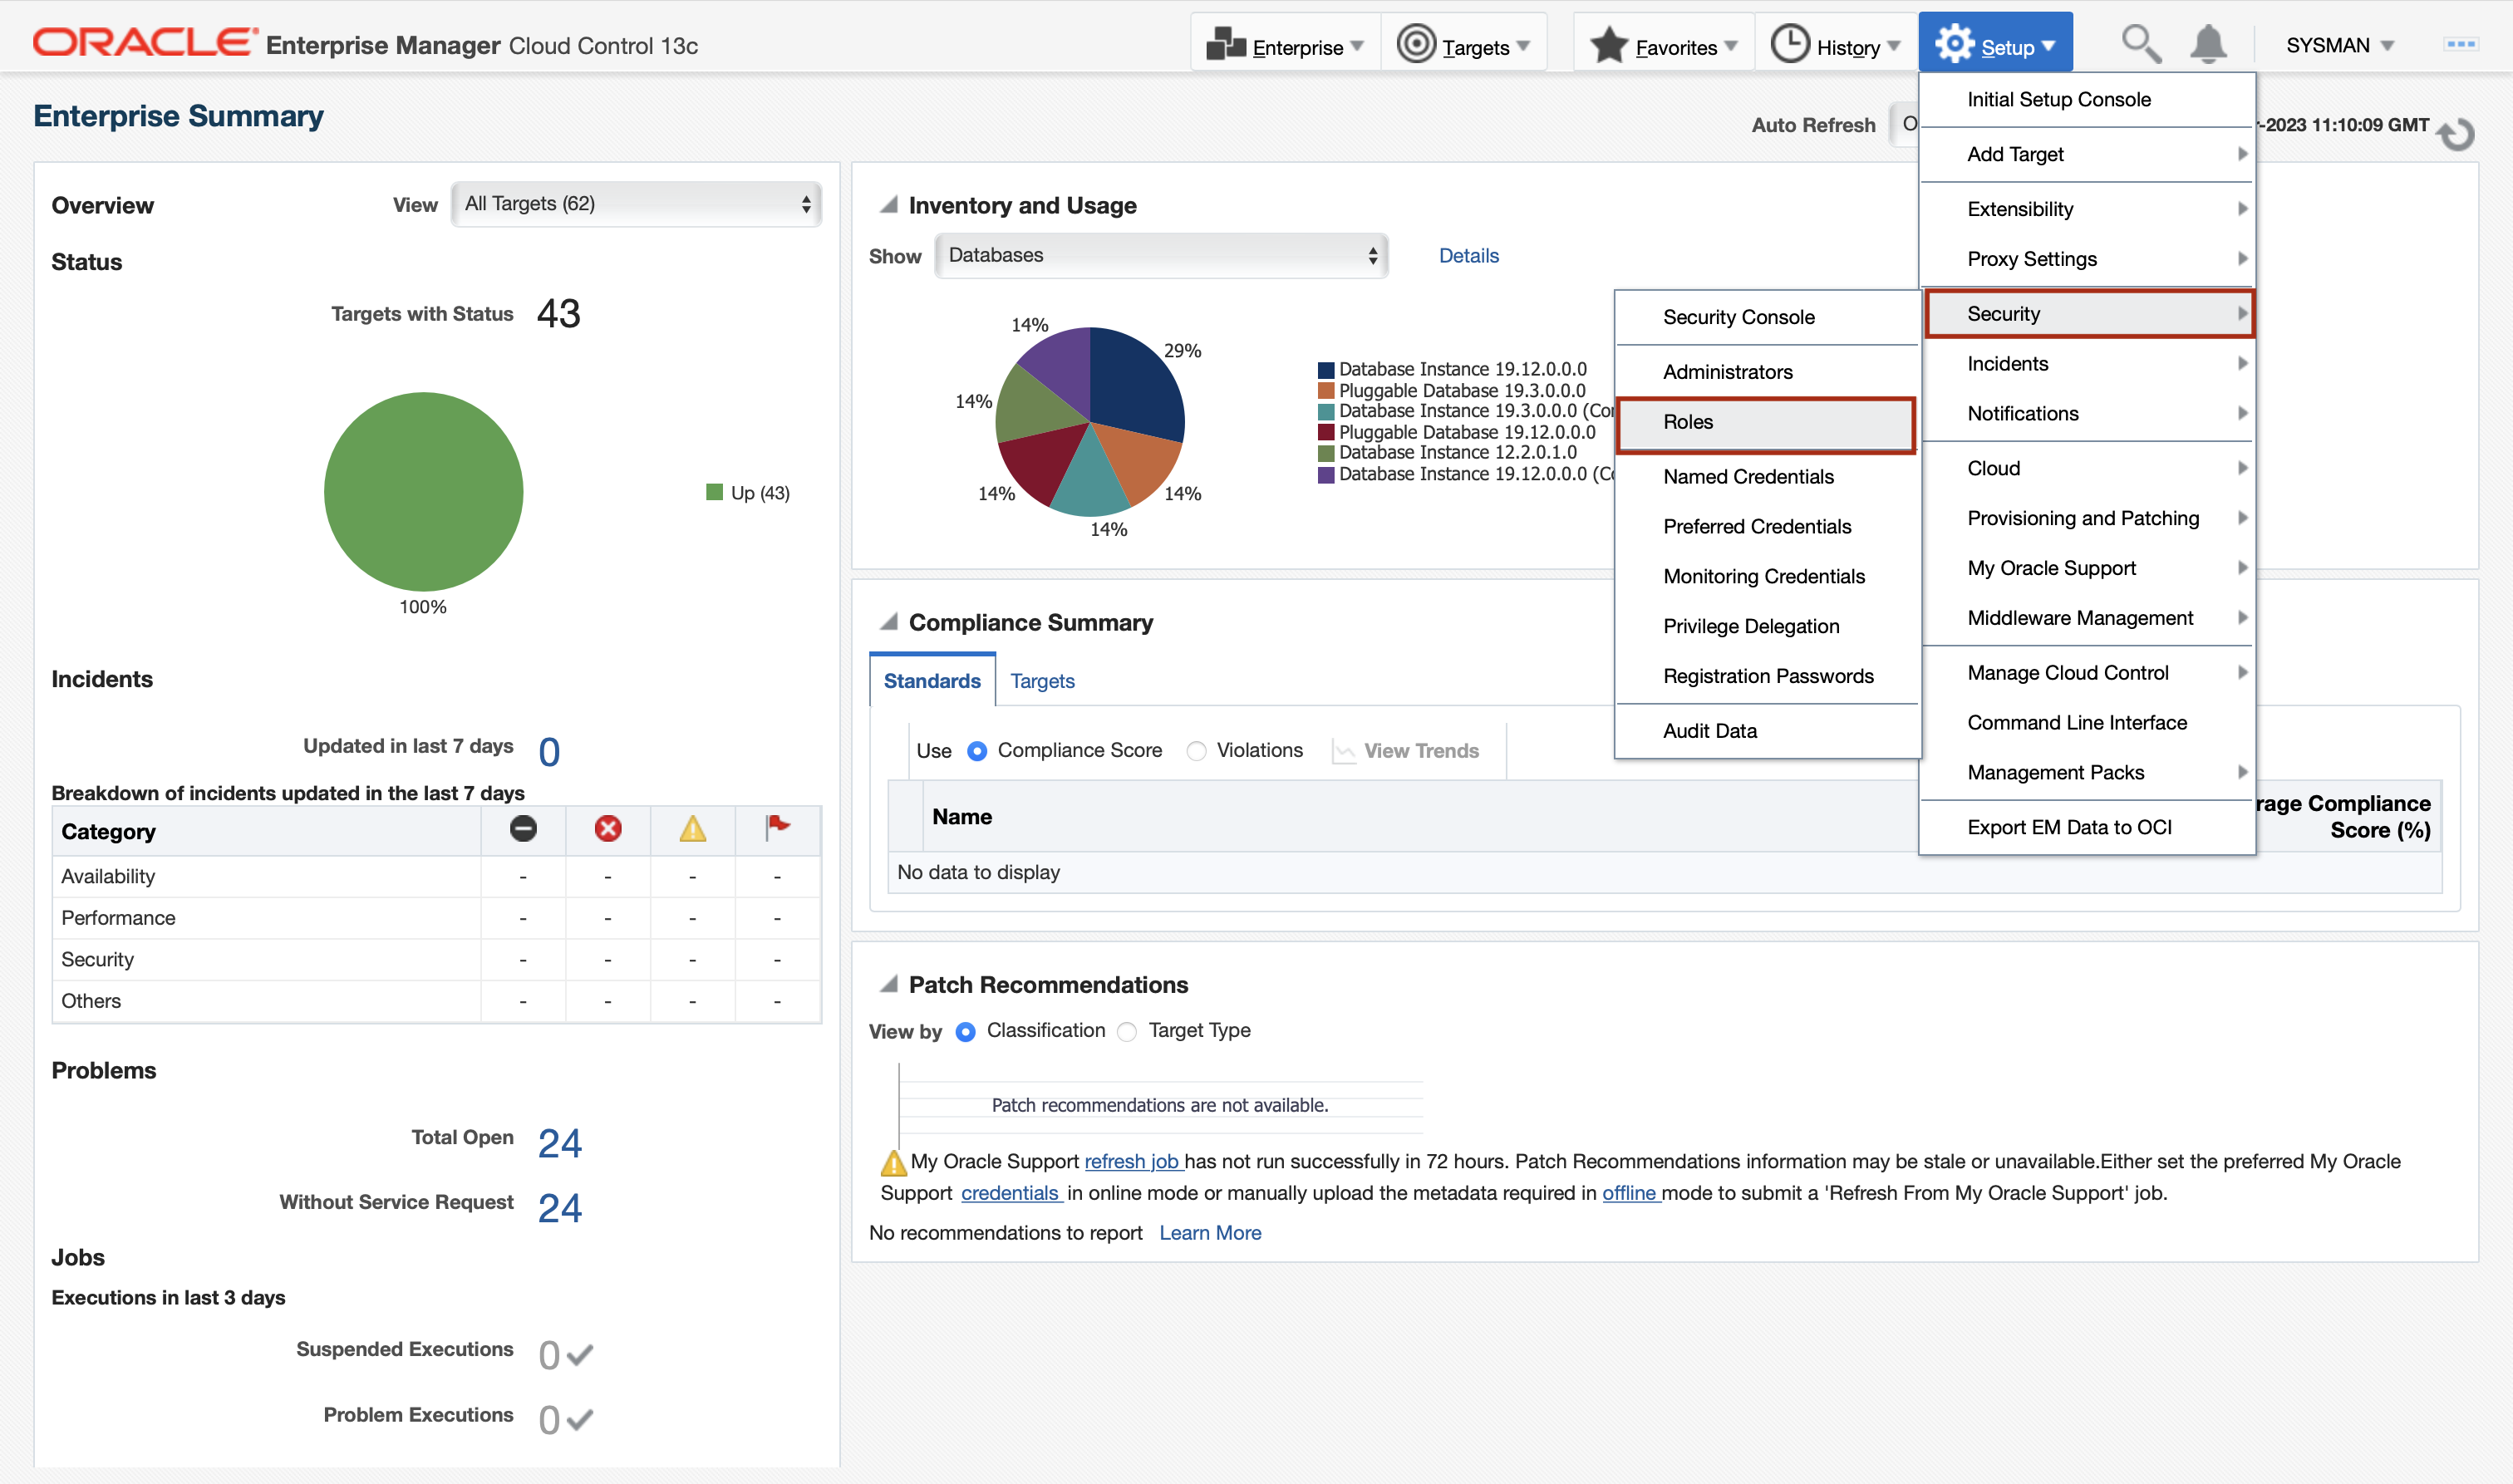 ORACLE Enterprise Manager Cloud Control 13c
Enterprise
Targets
Favorites
History
Setup
SYSMAN
Enterprise Summary
Auto Refresh
-2023 11:10:09 GMT
Overview
View
All Targets (62)
Status
Targets with Status 43
Up (43)
100%
Incidents
Updated in last 7 days 0
Breakdown of incidents updated in the last 7 days
Category
Availability - - - -
Performance - - - -
Security - - - -
Others - - - -
Problems
Total Open 24
Without Service Request 24
Jobs
Executions in last 3 days
Suspended Executions 0
Problem Executions 0
Inventory and Usage
Show
Databases
Details
14%
29%
14%
14%
14%
14%
Database Instance 19.12.0.0.0
Pluggable Database 19.3.0.0.0
Database Instance 19.3.0.0.0 (Co
Pluggable Database 19.12.0.0.0
Database Instance 12.2.0.1.0
Database Instance 19.12.0.0.0 (C
Compliance Summary
Standards
Targets
Use
Compliance Score
Violations
View Trends
Name
rage Compliance
Score (%)
No data to display
Patch Recommendations
View by
Classification
Target Type
Patch recommendations are not available.
My Oracle Support refresh job has not run successfully in 72 hours. Patch Recommendations information may be stale or unavailable.Either set the preferred My Oracle
Support credentials in online mode or manually upload the metadata required in offline mode to submit a 'Refresh From My Oracle Support' job.
No recommendations to report Learn More
Initial Setup Console
Add Target
Extensibility
Proxy Settings
Security
Incidents
Notifications
Cloud
Provisioning and Patching
My Oracle Support
Middleware Management
Manage Cloud Control
Command Line Interface
Management Packs
Export EM Data to OCI
Security Console
Administrators
Roles
Named Credentials
Preferred Credentials
Monitoring Credentials
Privilege Delegation
Registration Passwords
Audit Data